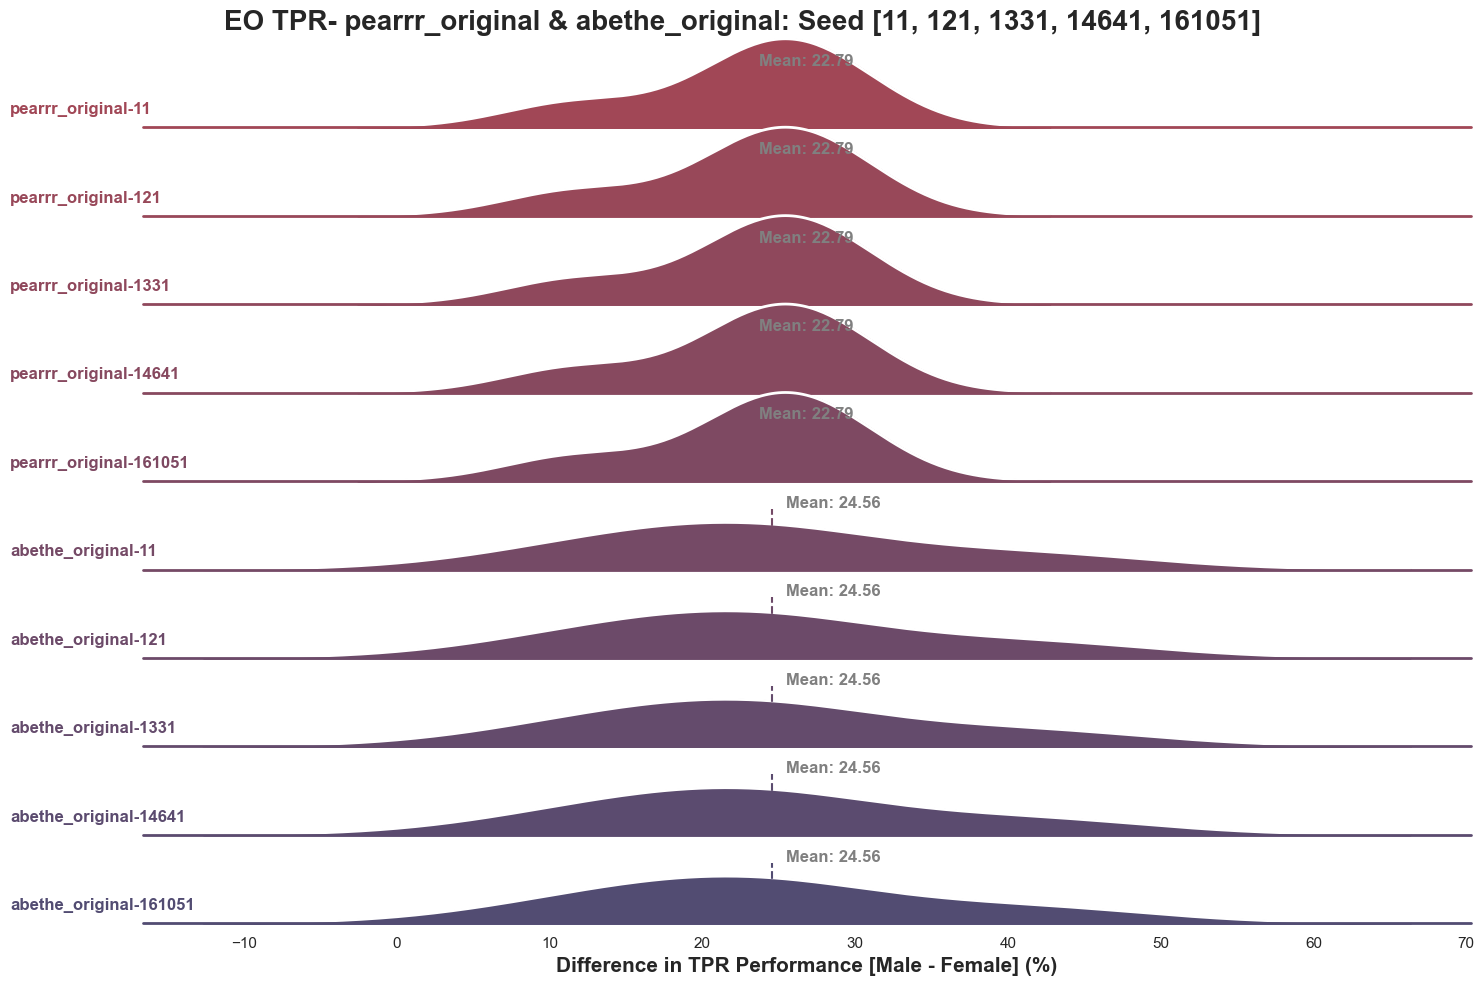 EO TPR- pearrr_original & abethe_original: Seed [11, 121, 1331, 14641, 161051]
Mean: 22.79
pearrr_original-11
Mean: 22.79
pearrr_original-121
Mean: 22.79
pearrr_original-1331
Mean: 22.79
pearrr_original-14641
Mean: 22.79
pearrr_original-161051
Mean: 24.56
abethe_original-11
Mean: 24.56
abethe_original-121
Mean: 24.56
abethe_original-1331
Mean: 24.56
abethe_original-14641
Mean: 24.56
abethe_original-161051
−10 0 10 20 30 40 50 60 70
Difference in TPR Performance [Male - Female] (%)